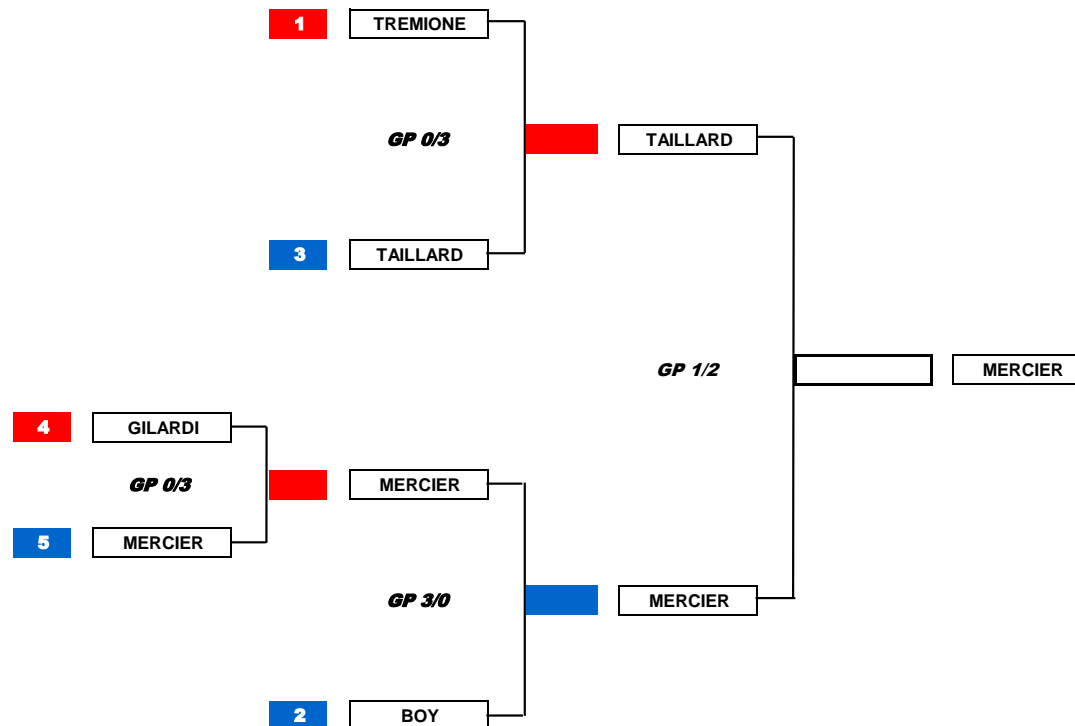 1 TREMIONE
GP 0/3 TAILLARD
3 TAILLARD
GP 1/2 MERCIER
4 GILARDI
GP 0/3 MERCIER
5 MERCIER
GP 3/0 MERCIER
2 BOY